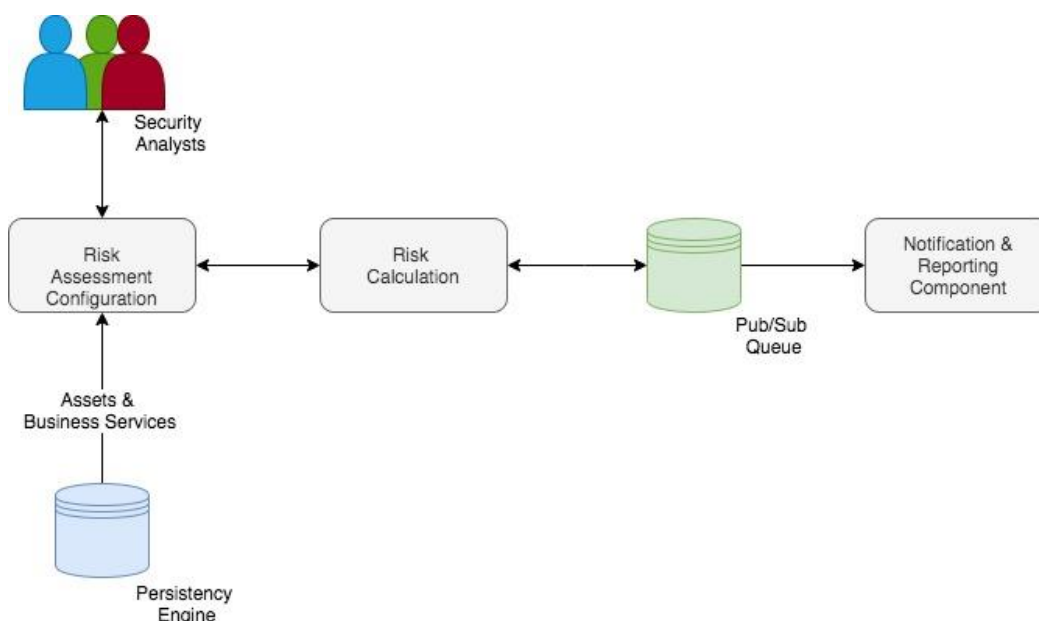 Security
Analysts
Risk
Assessment
Configuration
Risk
Calculation
Pub/Sub
Queue
Notification &
Reporting
Component
Assets &
Business Services
Persistency
Engine